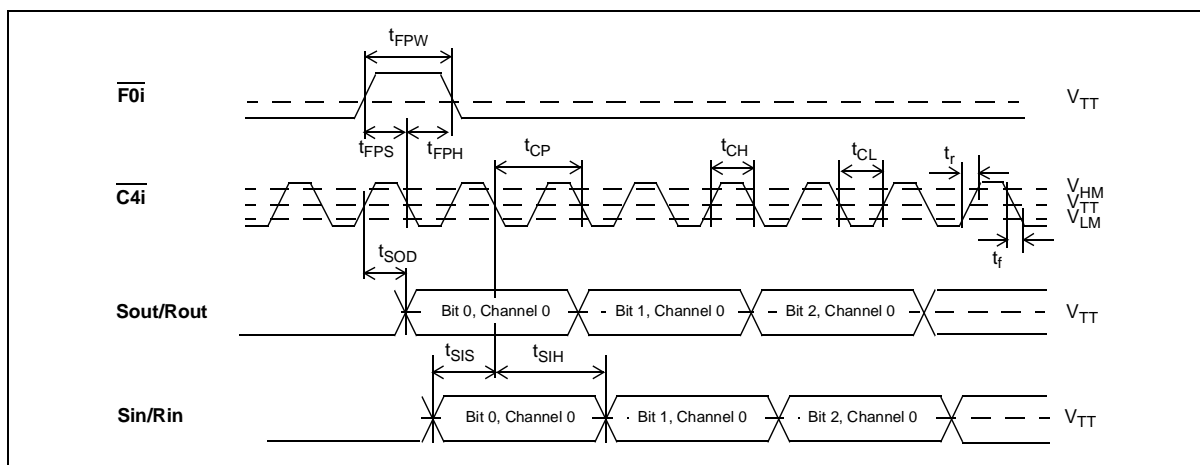 tFPW
F0i
VTT
tFPS
tFPH
tCP
tCH
tCL
tr
C4i
VHM
VTT
VLM
tSOD
tf
Sout/Rout
Bit 0, Channel 0
Bit 1, Channel 0
Bit 2, Channel 0
VTT
tSIS
tSIH
Sin/Rin
Bit 0, Channel 0
Bit 1, Channel 0
Bit 2, Channel 0
VTT